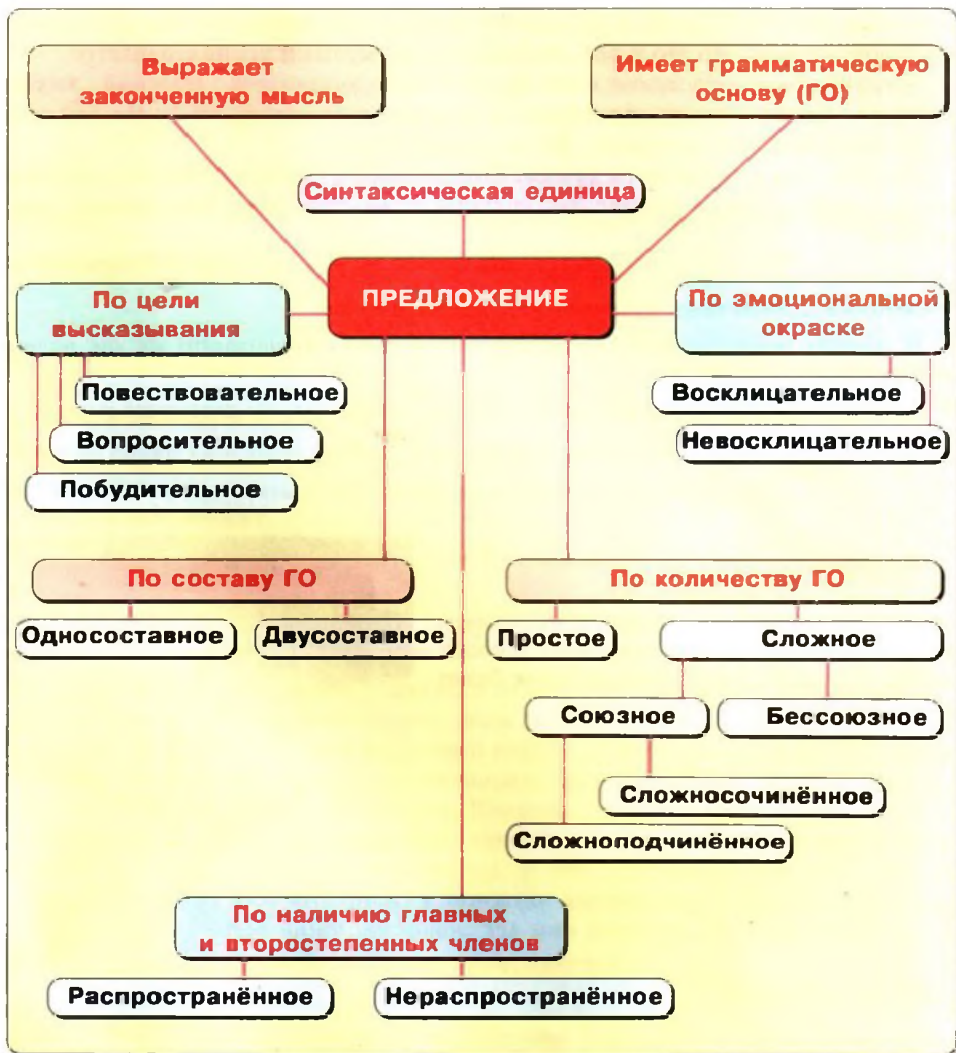 Выражает
законченную мысль
Имеет грамматическую
основу (ГО)
Синтаксическая единица
ПРЕДЛОЖЕНИЕ
По цели
высказывания
Повествовательное
Вопросительное
Побудительное
По эмоциональной
окраске
Восклицательное
Невосклицательное
По составу ГО
Односоставное
Двусоставное
По количеству ГО
Простое
Сложное
Союзное
Бессоюзное
Сложносочинённое
Сложноподчинённое
По наличию главных
и второстепенных членов
Распространённое
Нераспространённое